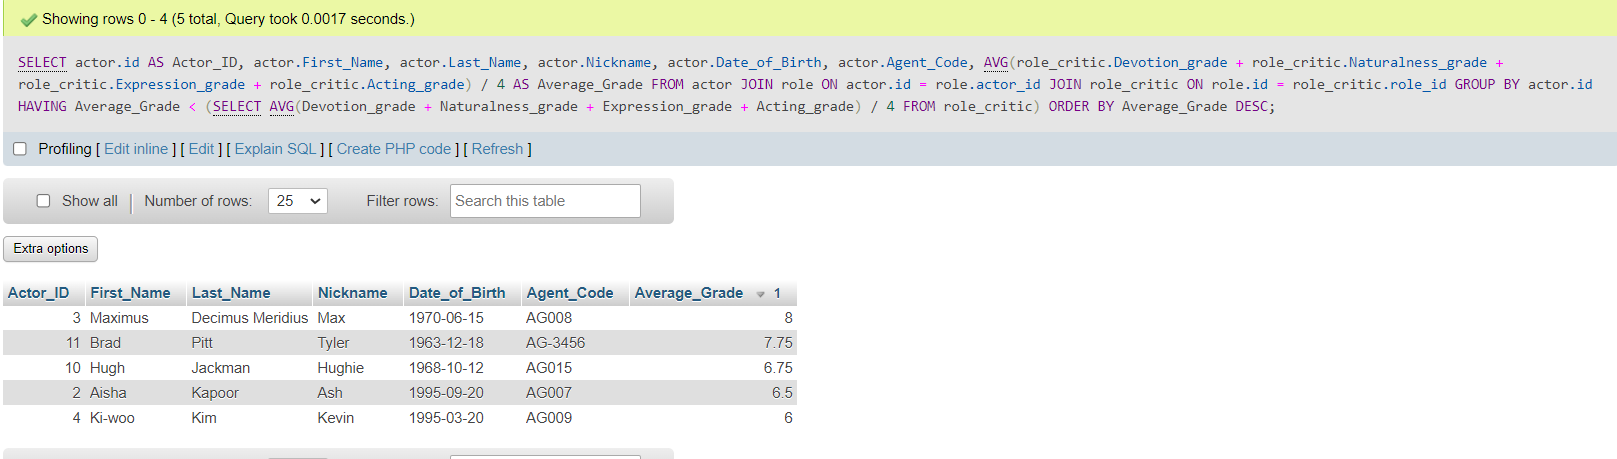 Showing rows 0 - 4 (5 total, Query took 0.0017 seconds.)
SELECT actor.id AS Actor_ID, actor.First_Name, actor.Last_Name, actor.Nickname, actor.Date_of_Birth, actor.Agent_Code, AVG(role_critic.Devotion_grade + role_critic.Naturalness_grade +
role_critic.Expression_grade + role_critic.Acting_grade) / 4 AS Average_Grade FROM actor JOIN role ON actor.id = role.actor_id JOIN role_critic ON role.id = role_critic.role_id GROUP BY actor.id
HAVING Average_Grade < (SELECT AVG(Devotion_grade + Naturalness_grade + Expression_grade + Acting_grade) / 4 FROM role_critic) ORDER BY Average_Grade DESC;
Profiling [ Edit inline ] [ Edit ] [ Explain SQL ] [ Create PHP code ] [ Refresh ]
Show all Number of rows: 25 Filter rows: Search this table
Extra options
Actor_ID First_Name Last_Name Nickname Date_of_Birth Agent_Code Average_Grade 1
3 Maximus Decimus Meridius Max 1970-06-15 AG008 8
11 Brad Pitt Tyler 1963-12-18 AG-3456 7.75
10 Hugh Jackman Hughie 1968-10-12 AG015 6.75
2 Aisha Kapoor Ash 1995-09-20 AG007 6.5
4 Ki-woo Kim Kevin 1995-03-20 AG009 6